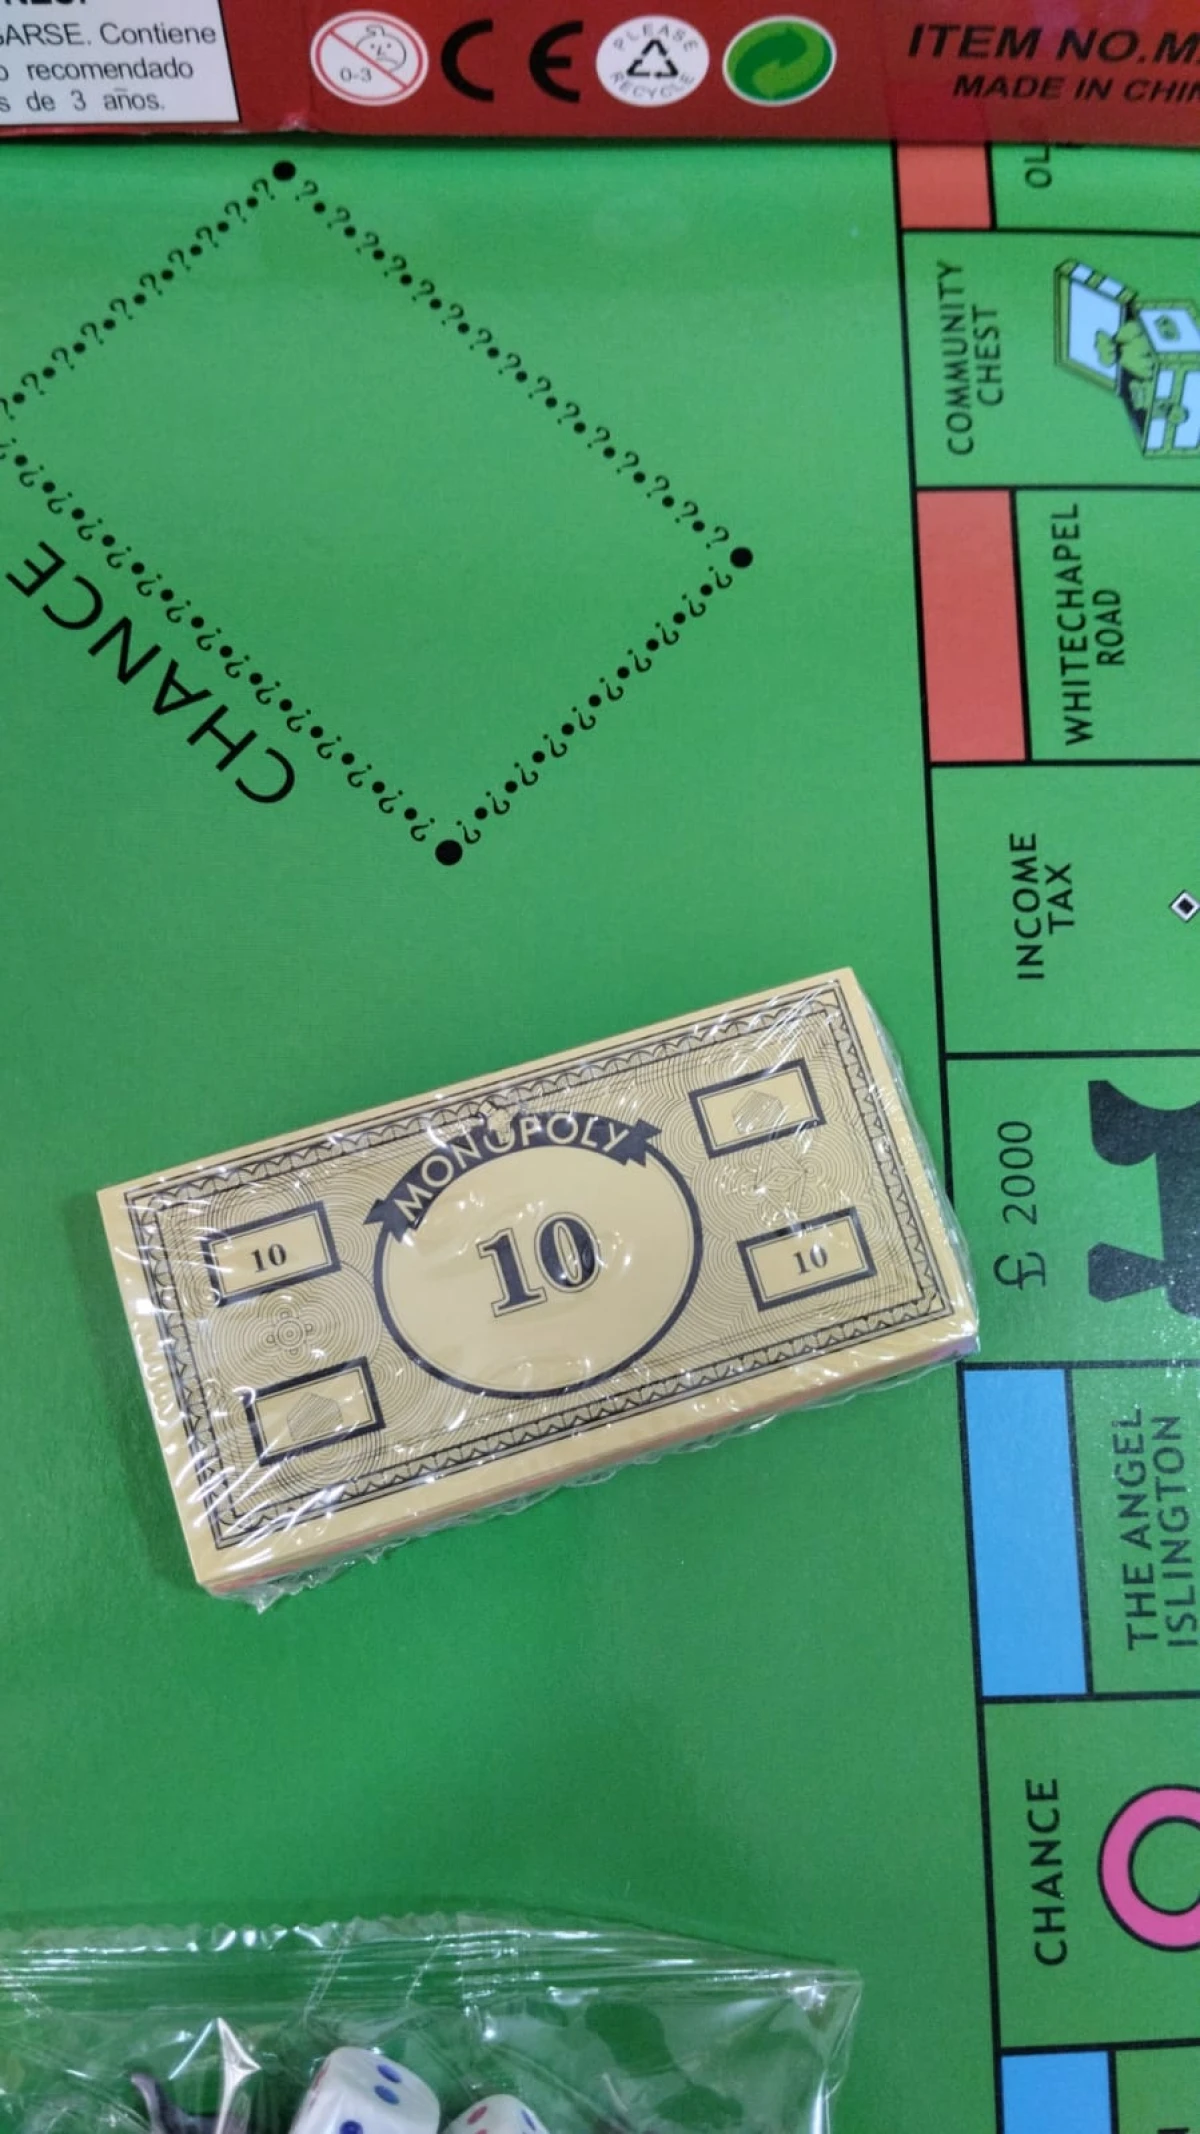 GARSE. Contiene
recomendado
de 3 años.
0-3
CE
PLEASE
RECYCLE
ITEM NO.
MADE IN
COMMUNITY
CHEST
WHITECHAPEL
ROAD
INCOME
TAX
£ 2000
THE ANGEL
ISLINGTON
CHANCE
CHANCE
MONOPOLY
10
10
10